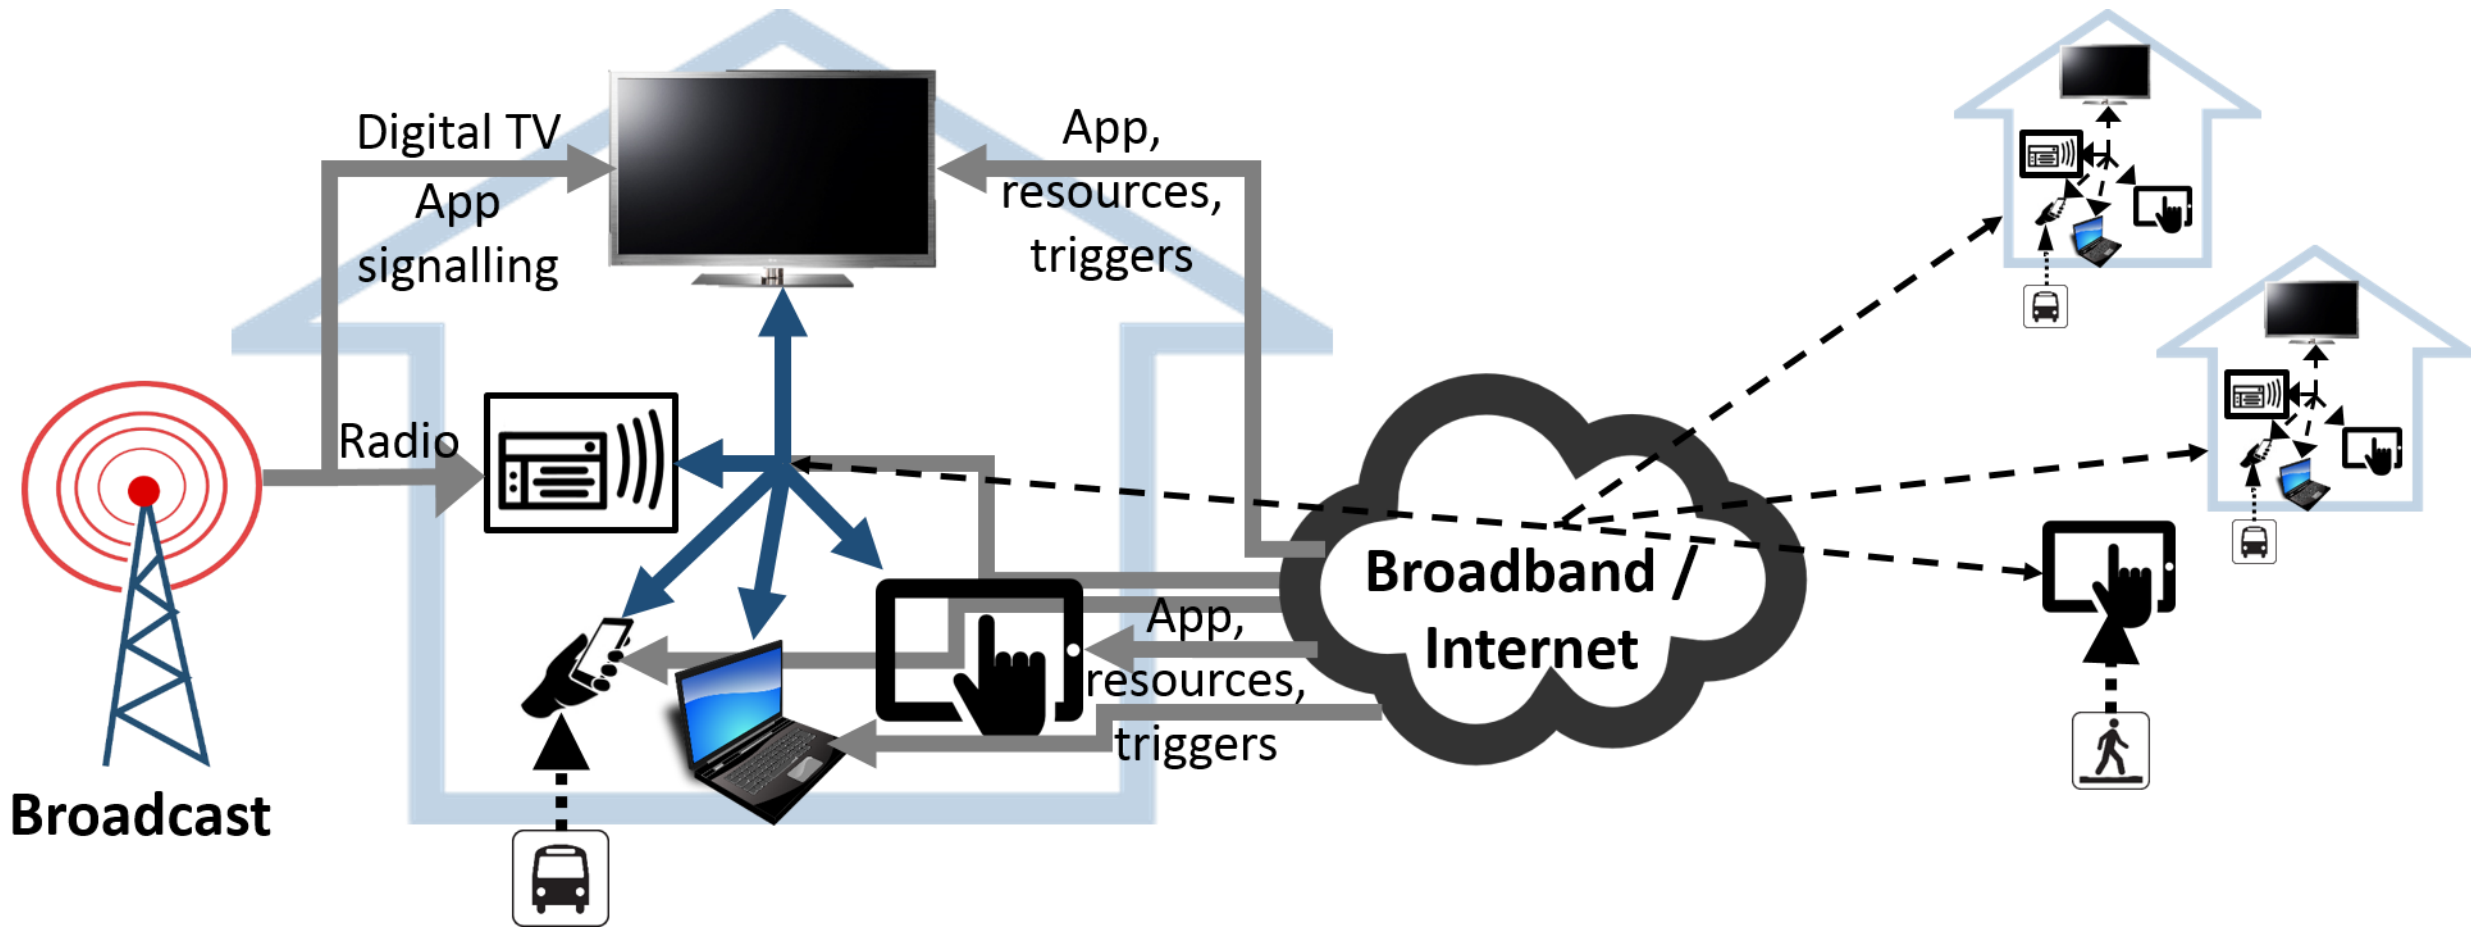 Digital TV
App
signalling
App,
resources,
triggers
Radio
Broadcast
Broadband /
Internet
App,
resources,
triggers